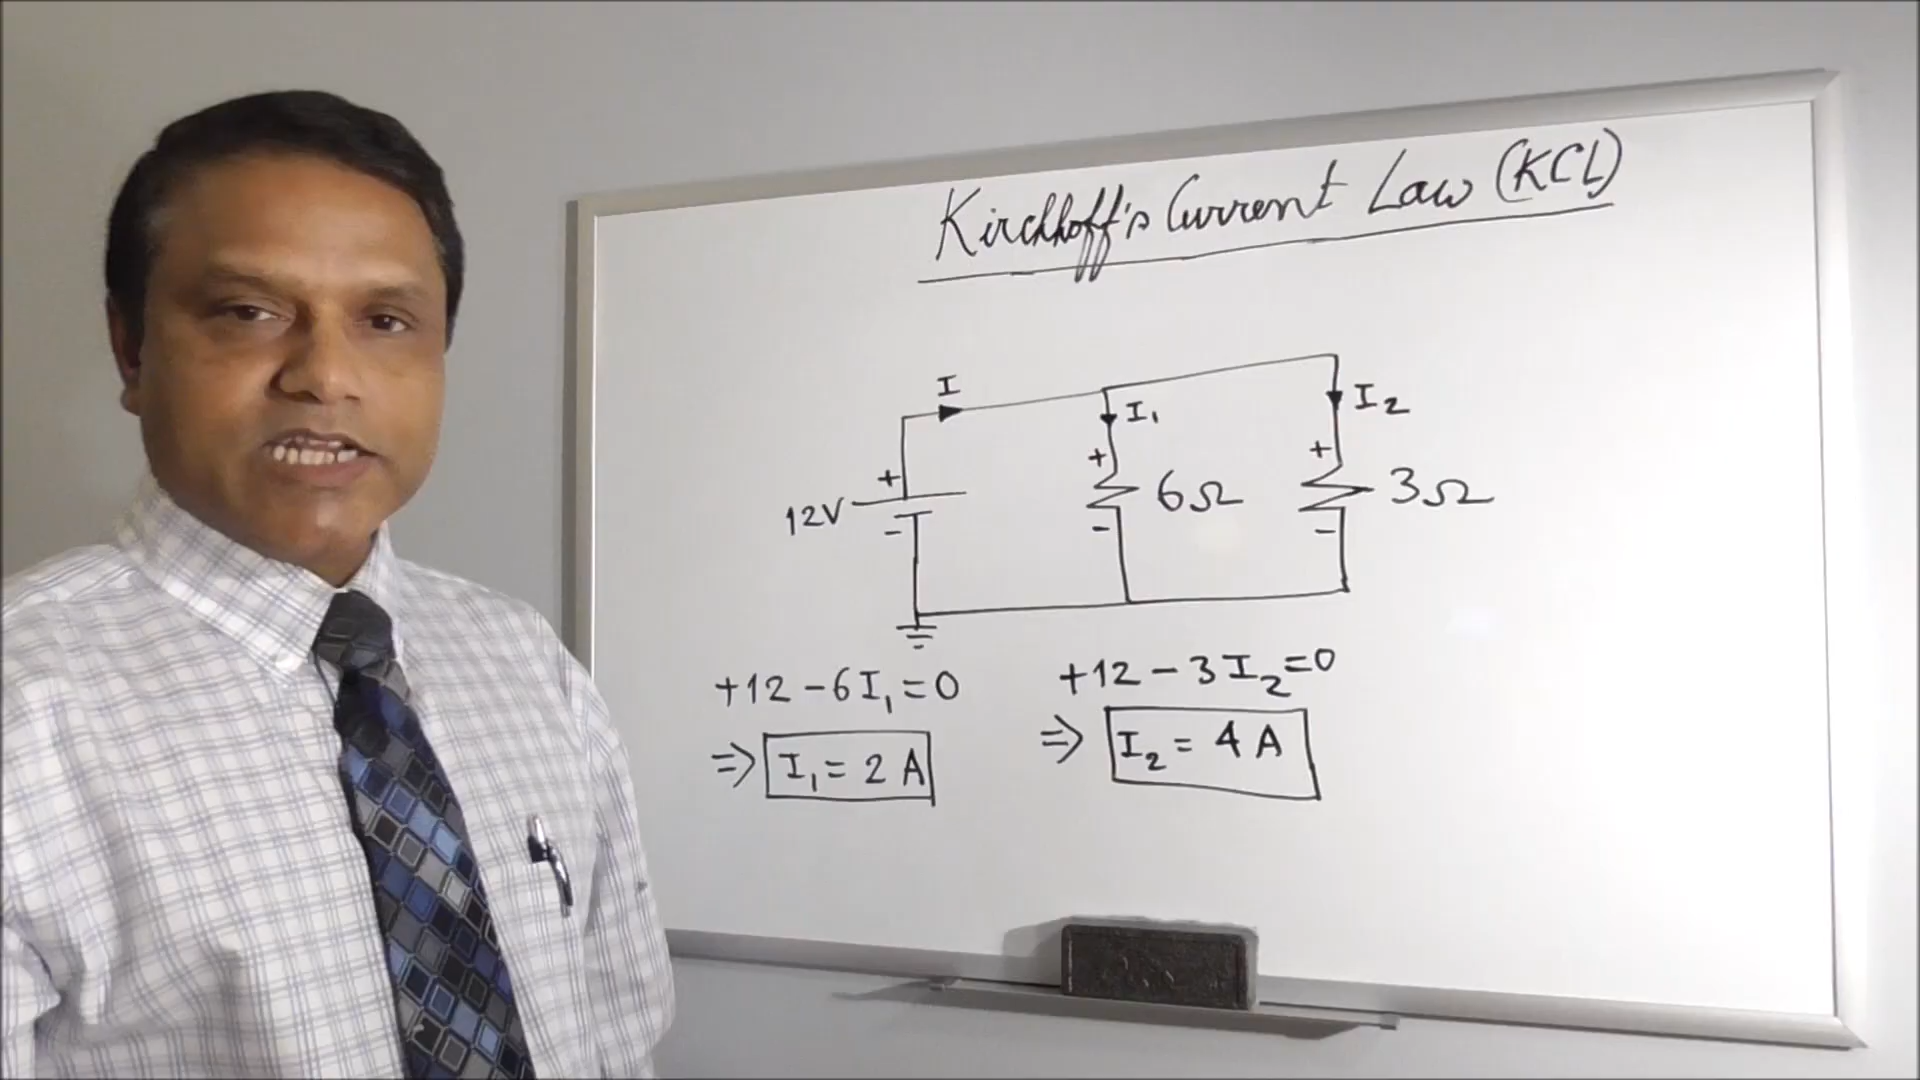 Kirchhoff's Current Law (KCL)
I
I₁
I₂
+
+
+
12V
6Ω
3Ω
-
-
-
+12 - 6I₁ = 0
+12 - 3I₂ = 0
⇒ I₁ = 2 A
⇒ I₂ = 4 A